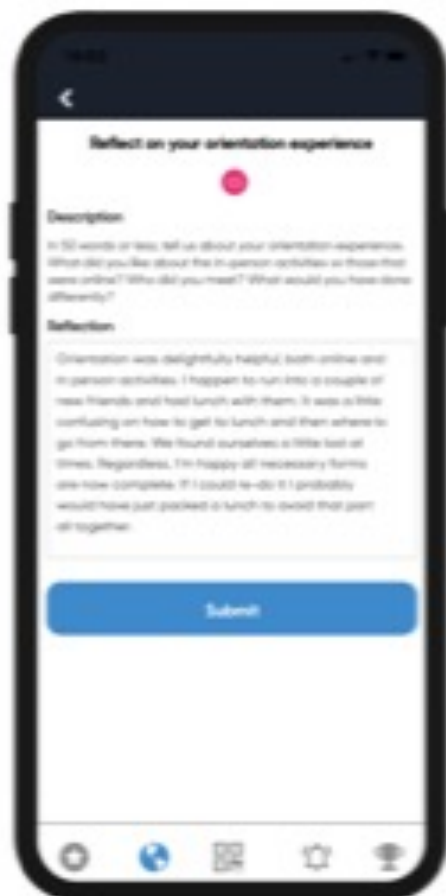 Reflect on your orientation experience
Description
In 50 words or less, tell us about your orientation experience.
What did you like about the in-person activities or those that
were online? Who did you meet? What would you have done
differently?
Reflection
Orientation was delightfully helpful, both online and
in person activities. I happen to run into a couple of
new friends and had lunch with them. It was a little
confusing on how to get to lunch and then where to
go from there. We found ourselves a little lost at
times. Regardless, I'm happy all necessary forms
are now complete. If I could re-do it I probably
would have just packed a lunch to avoid that part
all together.
Submit